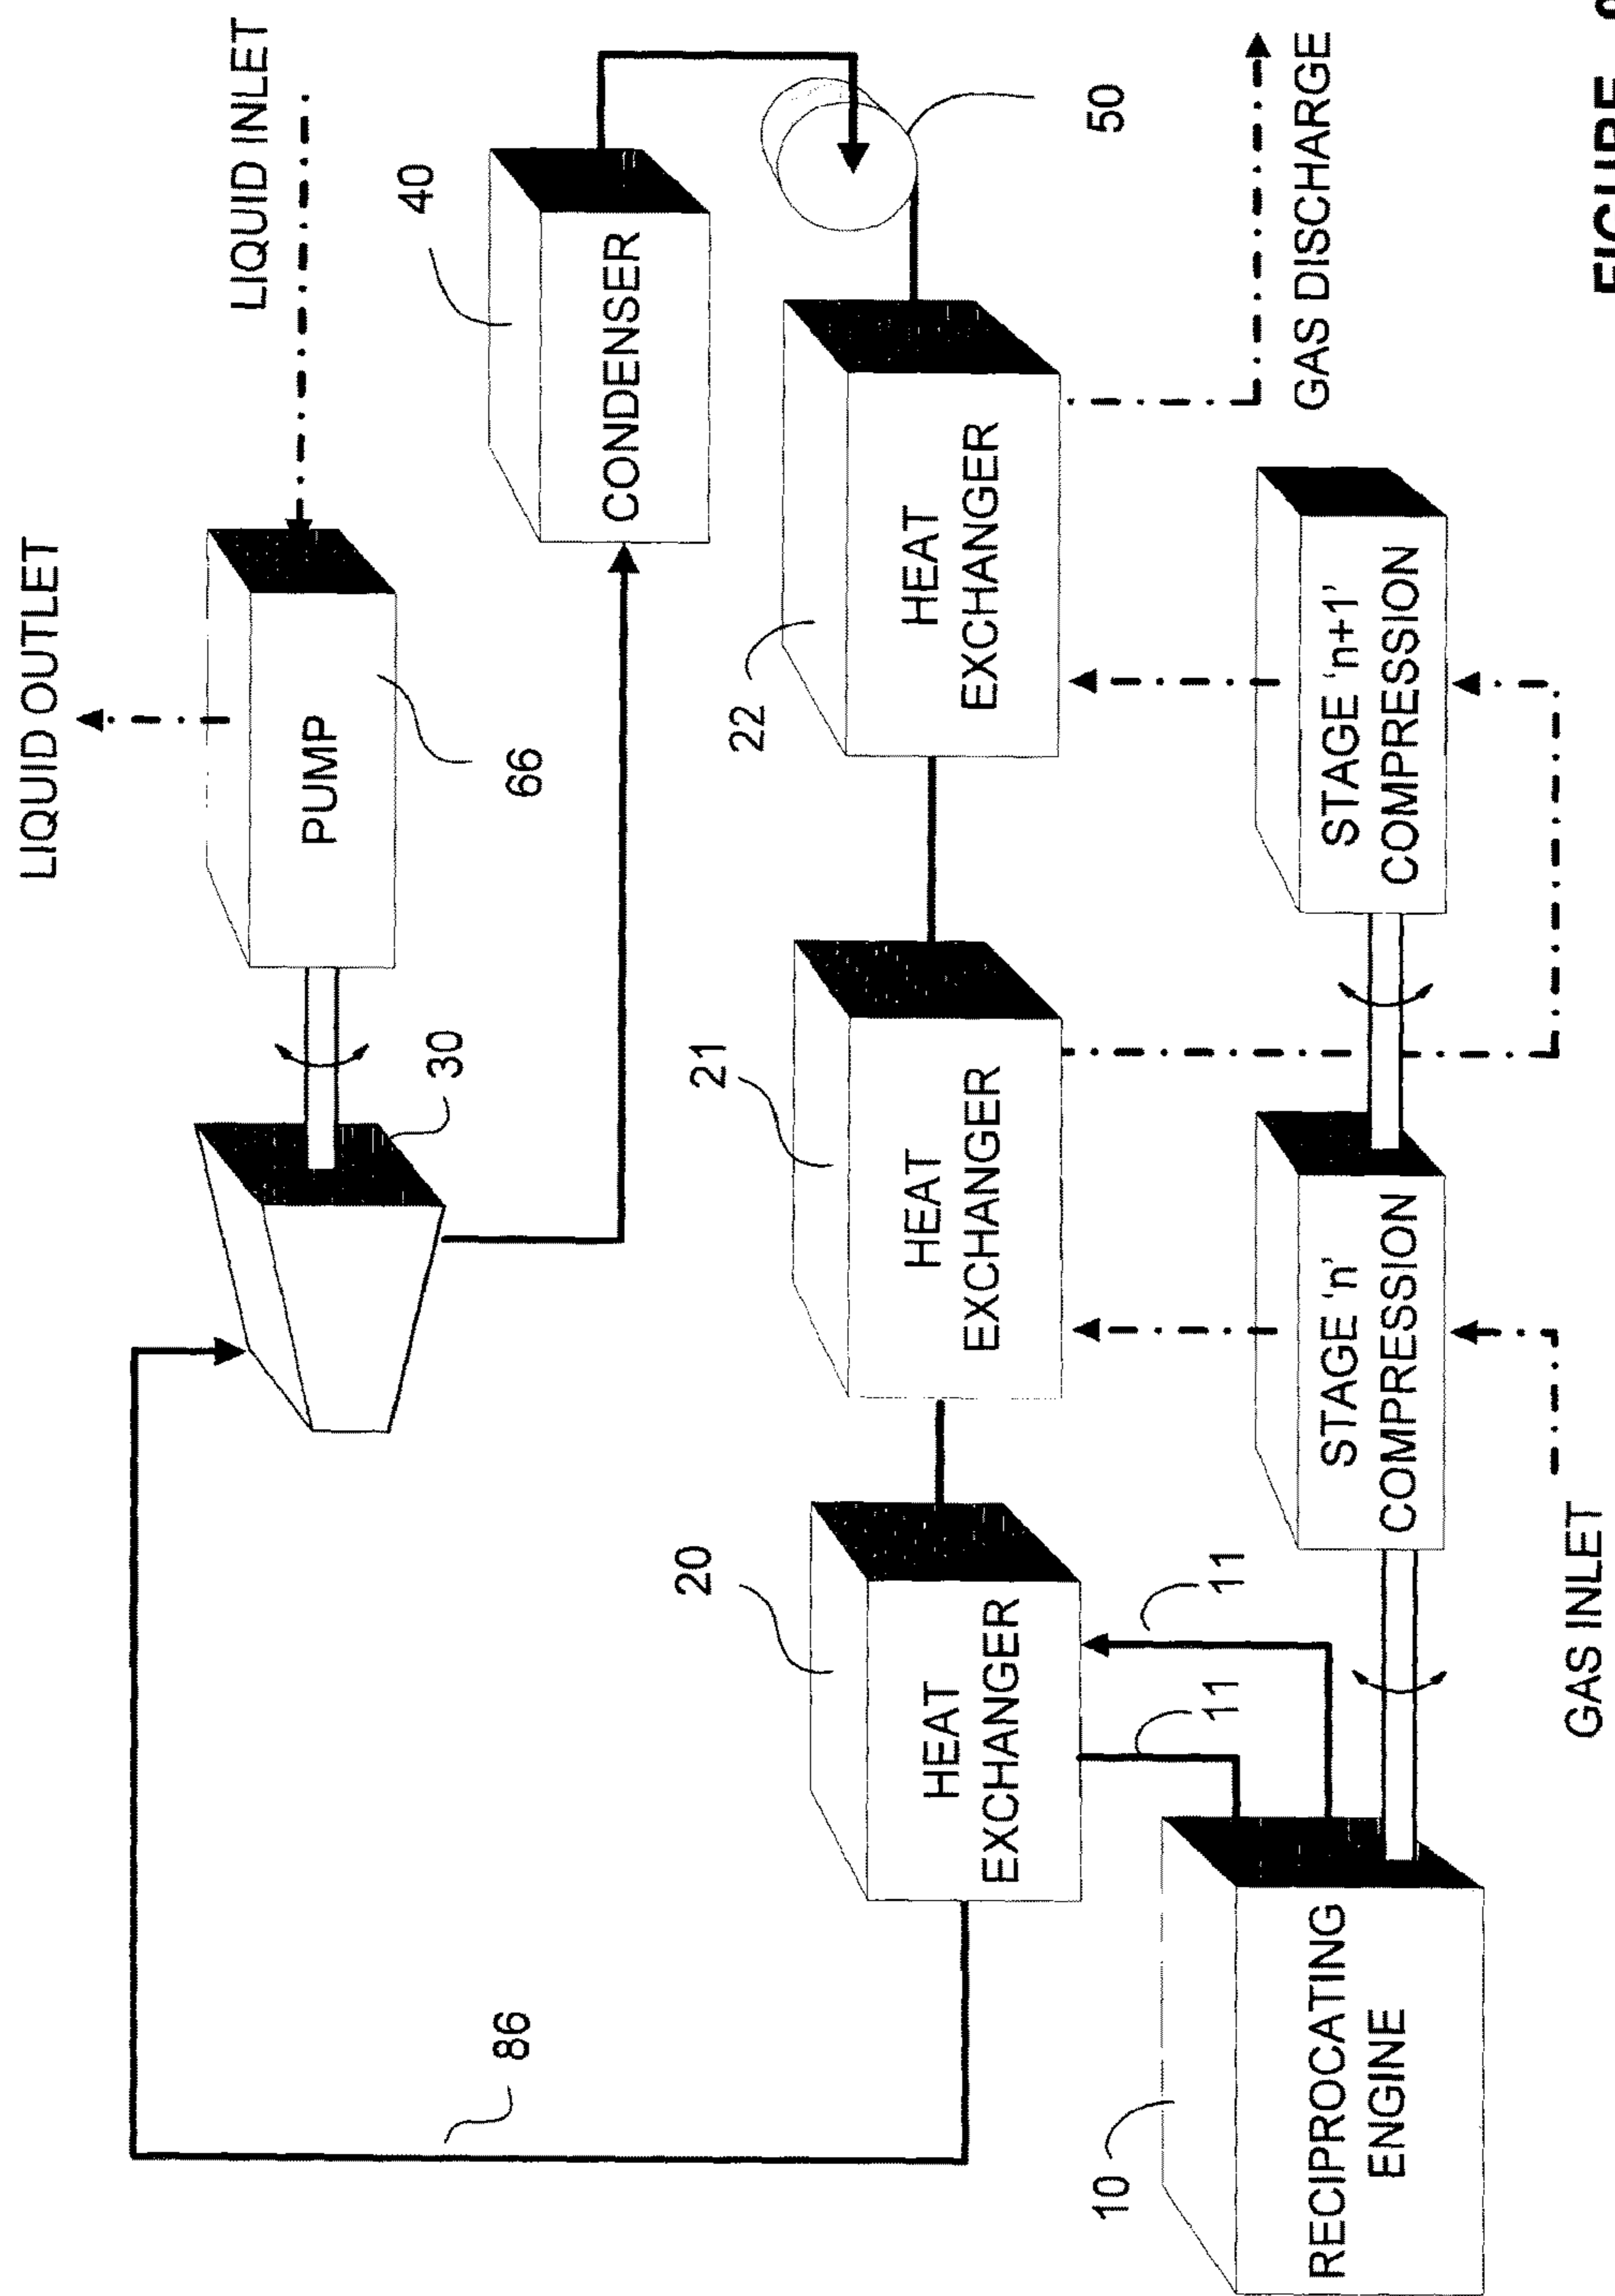 LIQUID OUTLET
LIQUID INLET
PUMP
40
30
86
66
CONDENSER
20
21
22
HEAT
EXCHANGER
HEAT
EXCHANGER
HEAT
EXCHANGER
50
10
11
11
GAS DISCHARGE
RECIPROCATING
ENGINE
STAGE 'n'
COMPRESSION
STAGE 'n+1'
COMPRESSION
GAS INLET
FIGURE